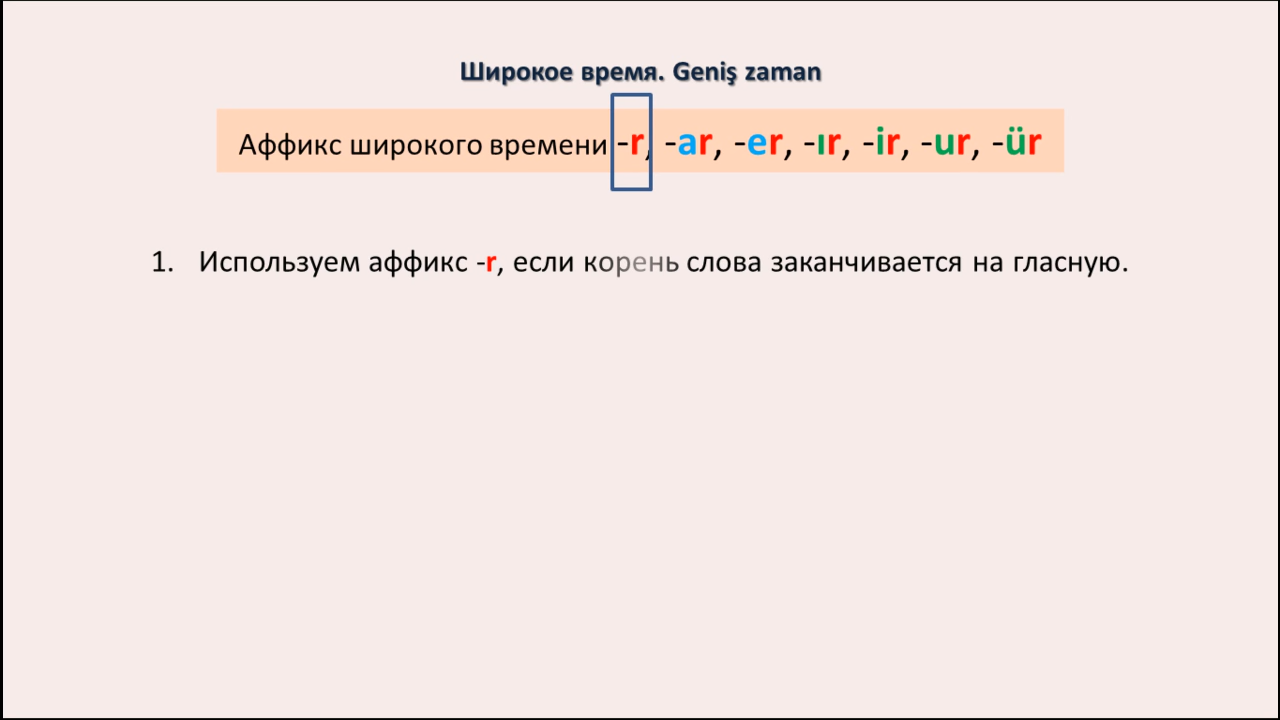 Широкое время. Geniş zaman
Аффикс широкого времени -r, -ar, -er, -ır, -ir, -ur, -ür
1. Используем аффикс -r, если корень слова заканчивается на гласную.